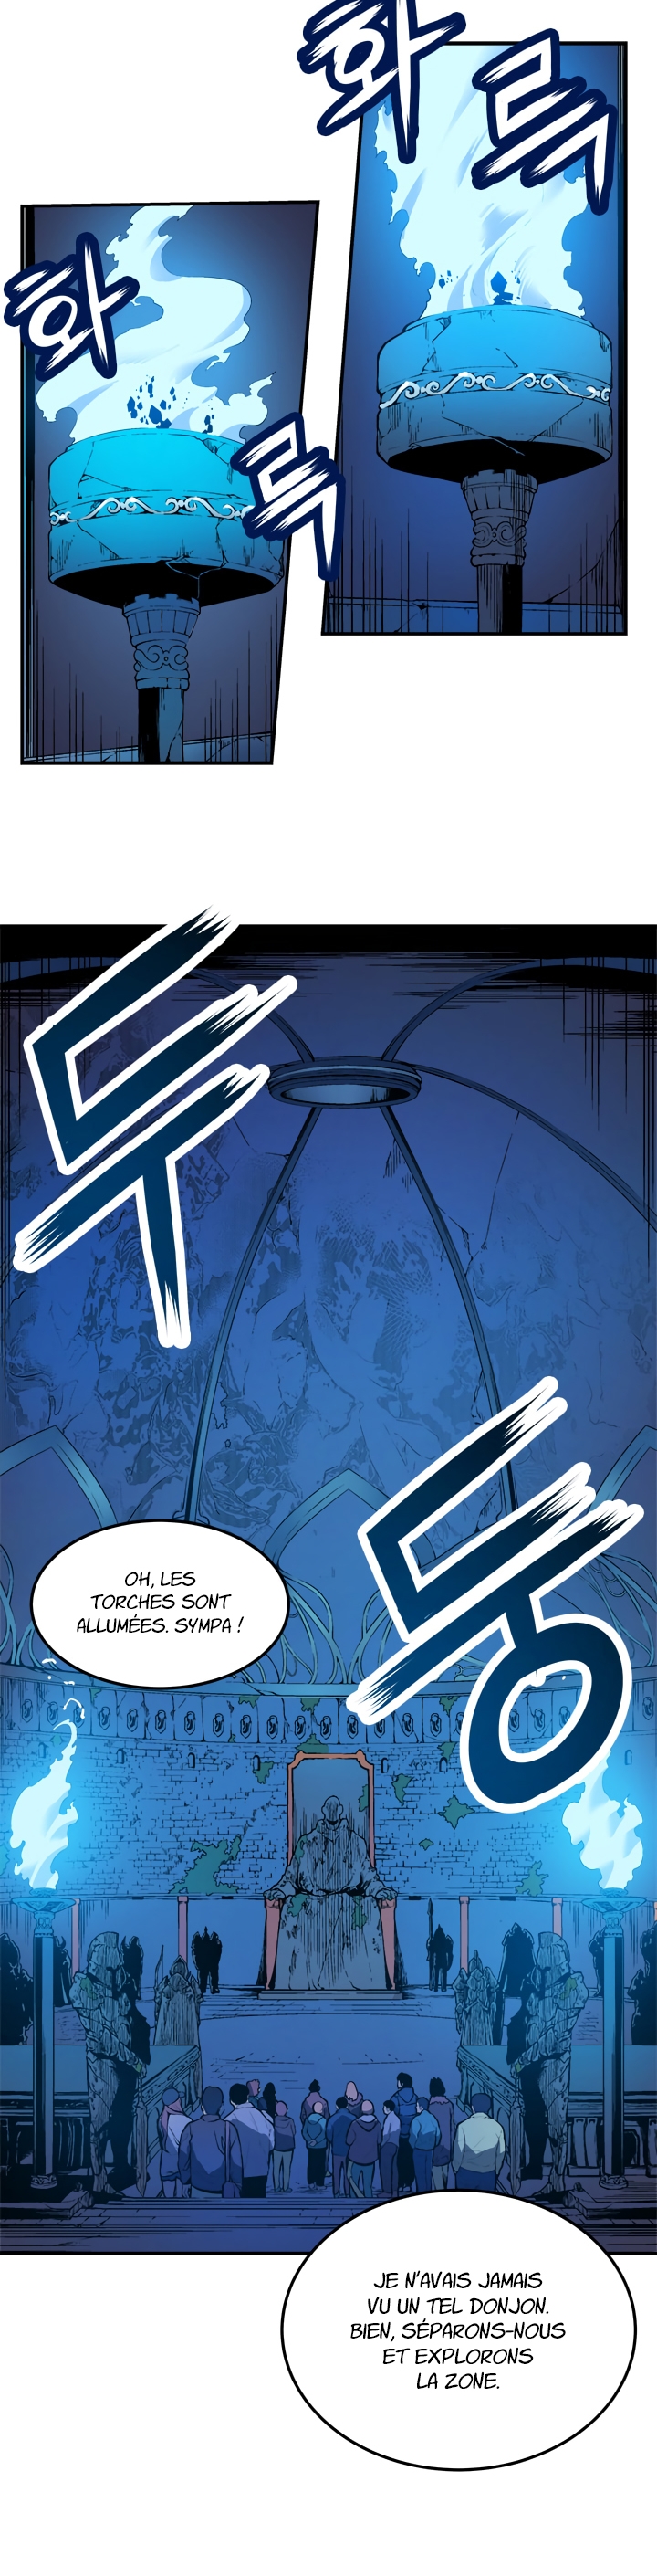 화륵
화륵
두둥
OH, LES
TORCHES SONT
ALLUMÉES. SYMPA !
JE N'AVAIS JAMAIS
VU UN TEL DONJON.
BIEN, SÉPARONS-NOUS
ET EXPLORONS
LA ZONE.